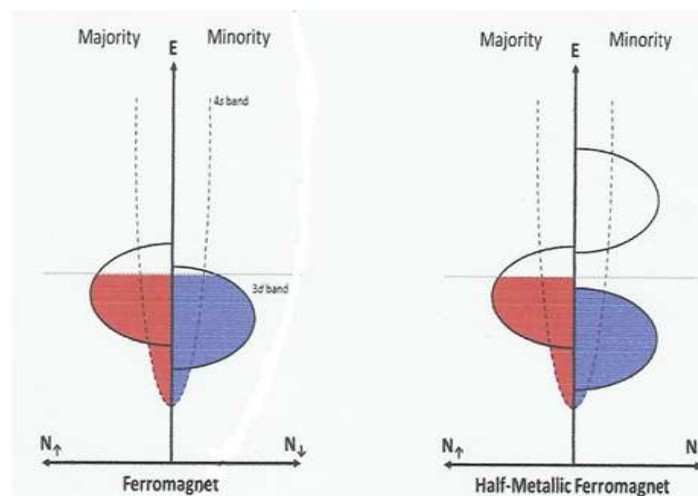 Majority Minority
E
4s band
3d band
N↑ N↓
Ferromagnet
Majority Minority
E
N↑ N
Half-Metallic Ferromagnet